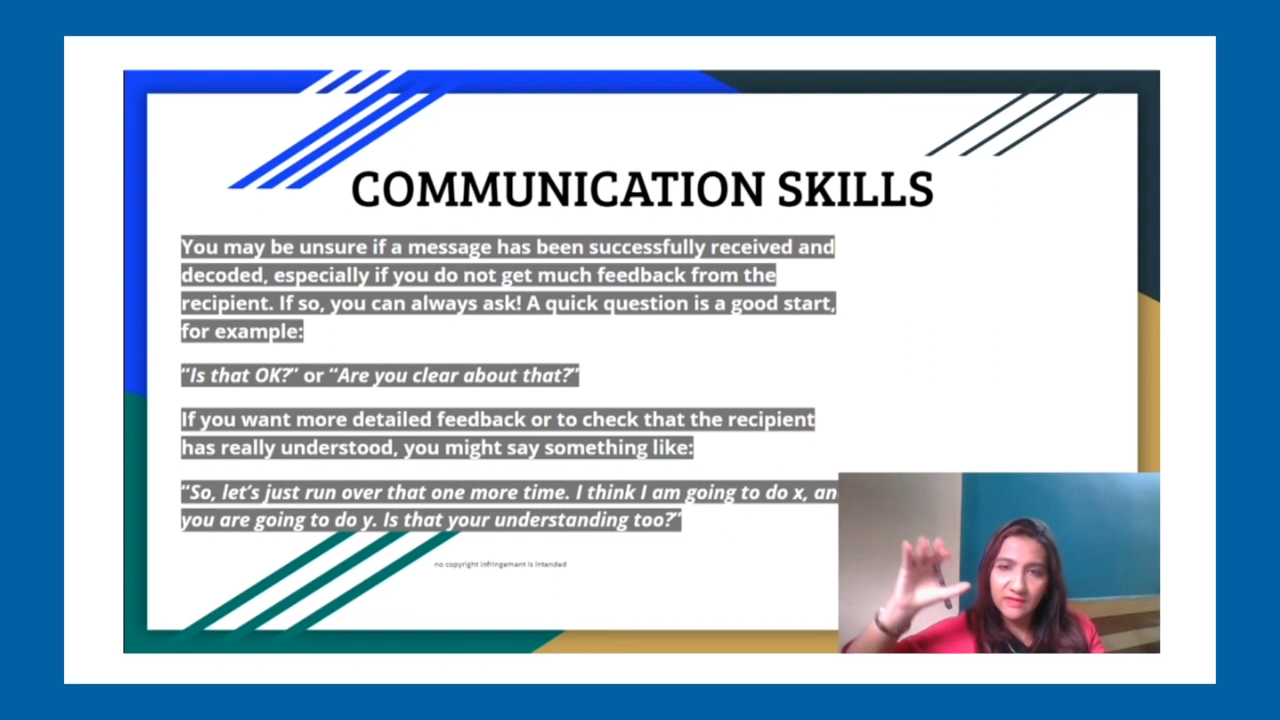 COMMUNICATION SKILLS
You may be unsure if a message has been successfully received and
decoded, especially if you do not get much feedback from the
recipient. If so, you can always ask! A quick question is a good start,
for example:
“Is that OK?” or “Are you clear about that?”
If you want more detailed feedback or to check that the recipient
has really understood, you might say something like:
“So, let’s just run over that one more time. I think I am going to do x, an
you are going to do y. Is that your understanding too?”
no copyright infringement is intended